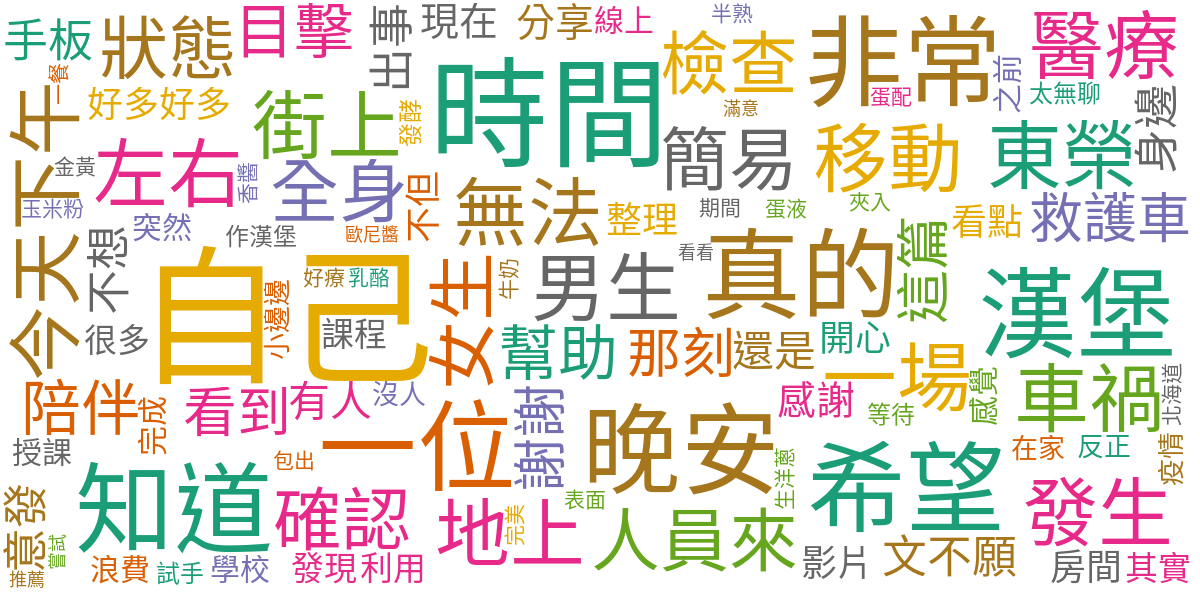 手板
狀態
目擊
出事
現在
分享
線上
半熟
檢查
非常
醫療
一餐
好多好多
街上
發酵
時間
滿意
蛋配
之前
太無聊
身邊
今天下午
金黃
左右
香醬
全身
不但
簡易
移動
東榮
玉米粉
突然
作漢堡
歐尼醬
無法
整理
期間
蛋液
夾入
看點
救護車
不想
自己
好療
乳酪
女生
牛奶
男生
看看
真的
這篇
漢堡
很多
小邊邊
課程
幫助
那刻
還是
開心
一場
感覺
車禍
北海道
陪伴
完成
看到
有人
沒人
一位
謝謝
晚安
感謝
等待
授課
知道
包出
確認
地上
表面
生洋蔥
希望
在家
反正
疫情
意發
嘗試
推薦
浪費
試手
學校
發現
利用
完美
人員來
影片
文不願
發生
房間
其實